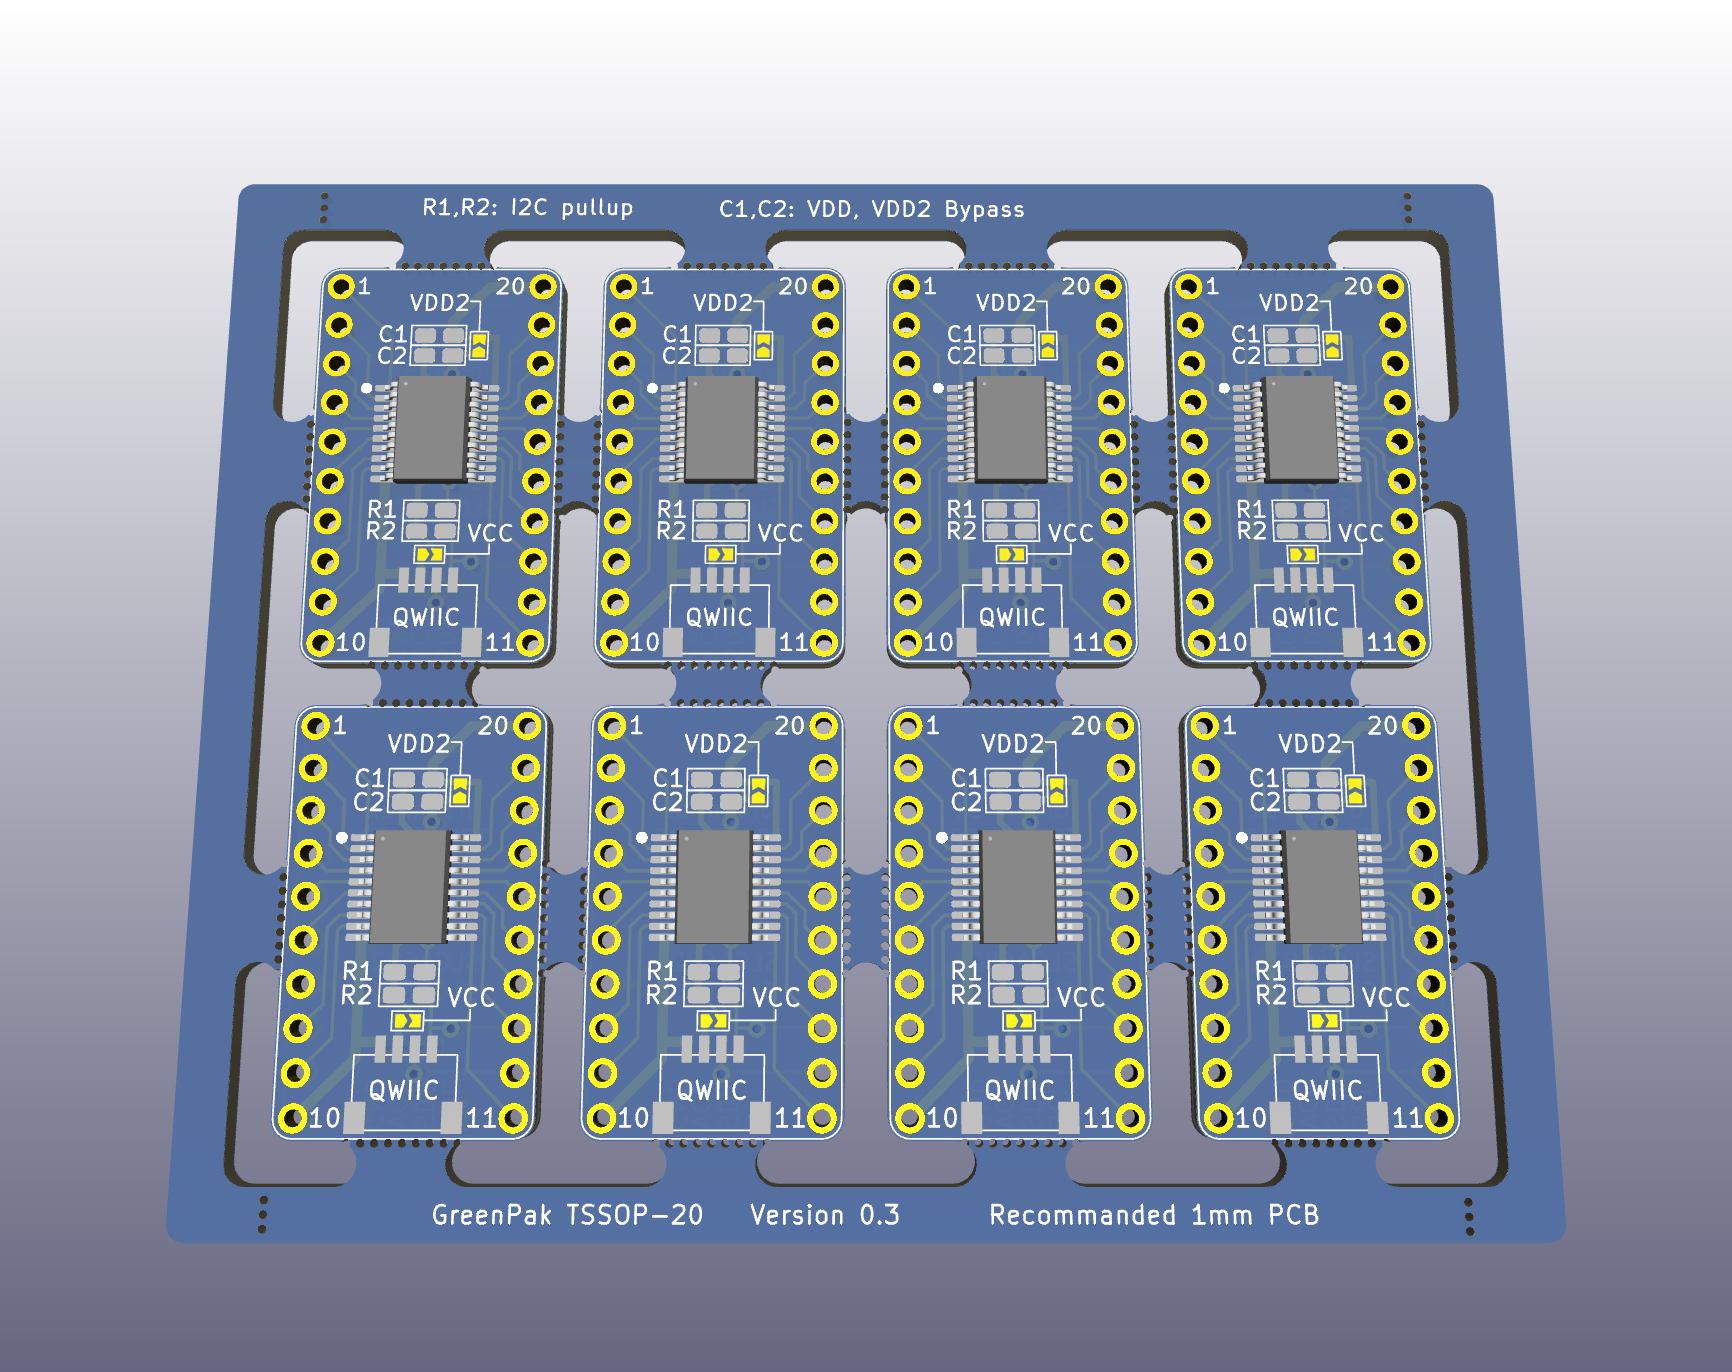 R1,R2: I2C pullup C1,C2: VDD, VDD2 Bypass
1 20 1 20 1 20 1 20
VDD2 VDD2 VDD2 VDD2
C1 C1 C1 C1
C2 C2 C2 C2
R1 R1 R1 R1
R2 VCC R2 VCC R2 VCC R2 VCC
QWIIC QWIIC QWIIC QWIIC
10 11 10 11 10 11 10 11
1 20 1 20 1 20 1 20
VDD2 VDD2 VDD2 VDD2
C1 C1 C1 C1
C2 C2 C2 C2
R1 R1 R1 R1
R2 VCC R2 VCC R2 VCC R2 VCC
QWIIC QWIIC QWIIC QWIIC
10 11 10 11 10 11 10 11
GreenPak TSSOP-20 Version 0.3 Recommanded 1mm PCB